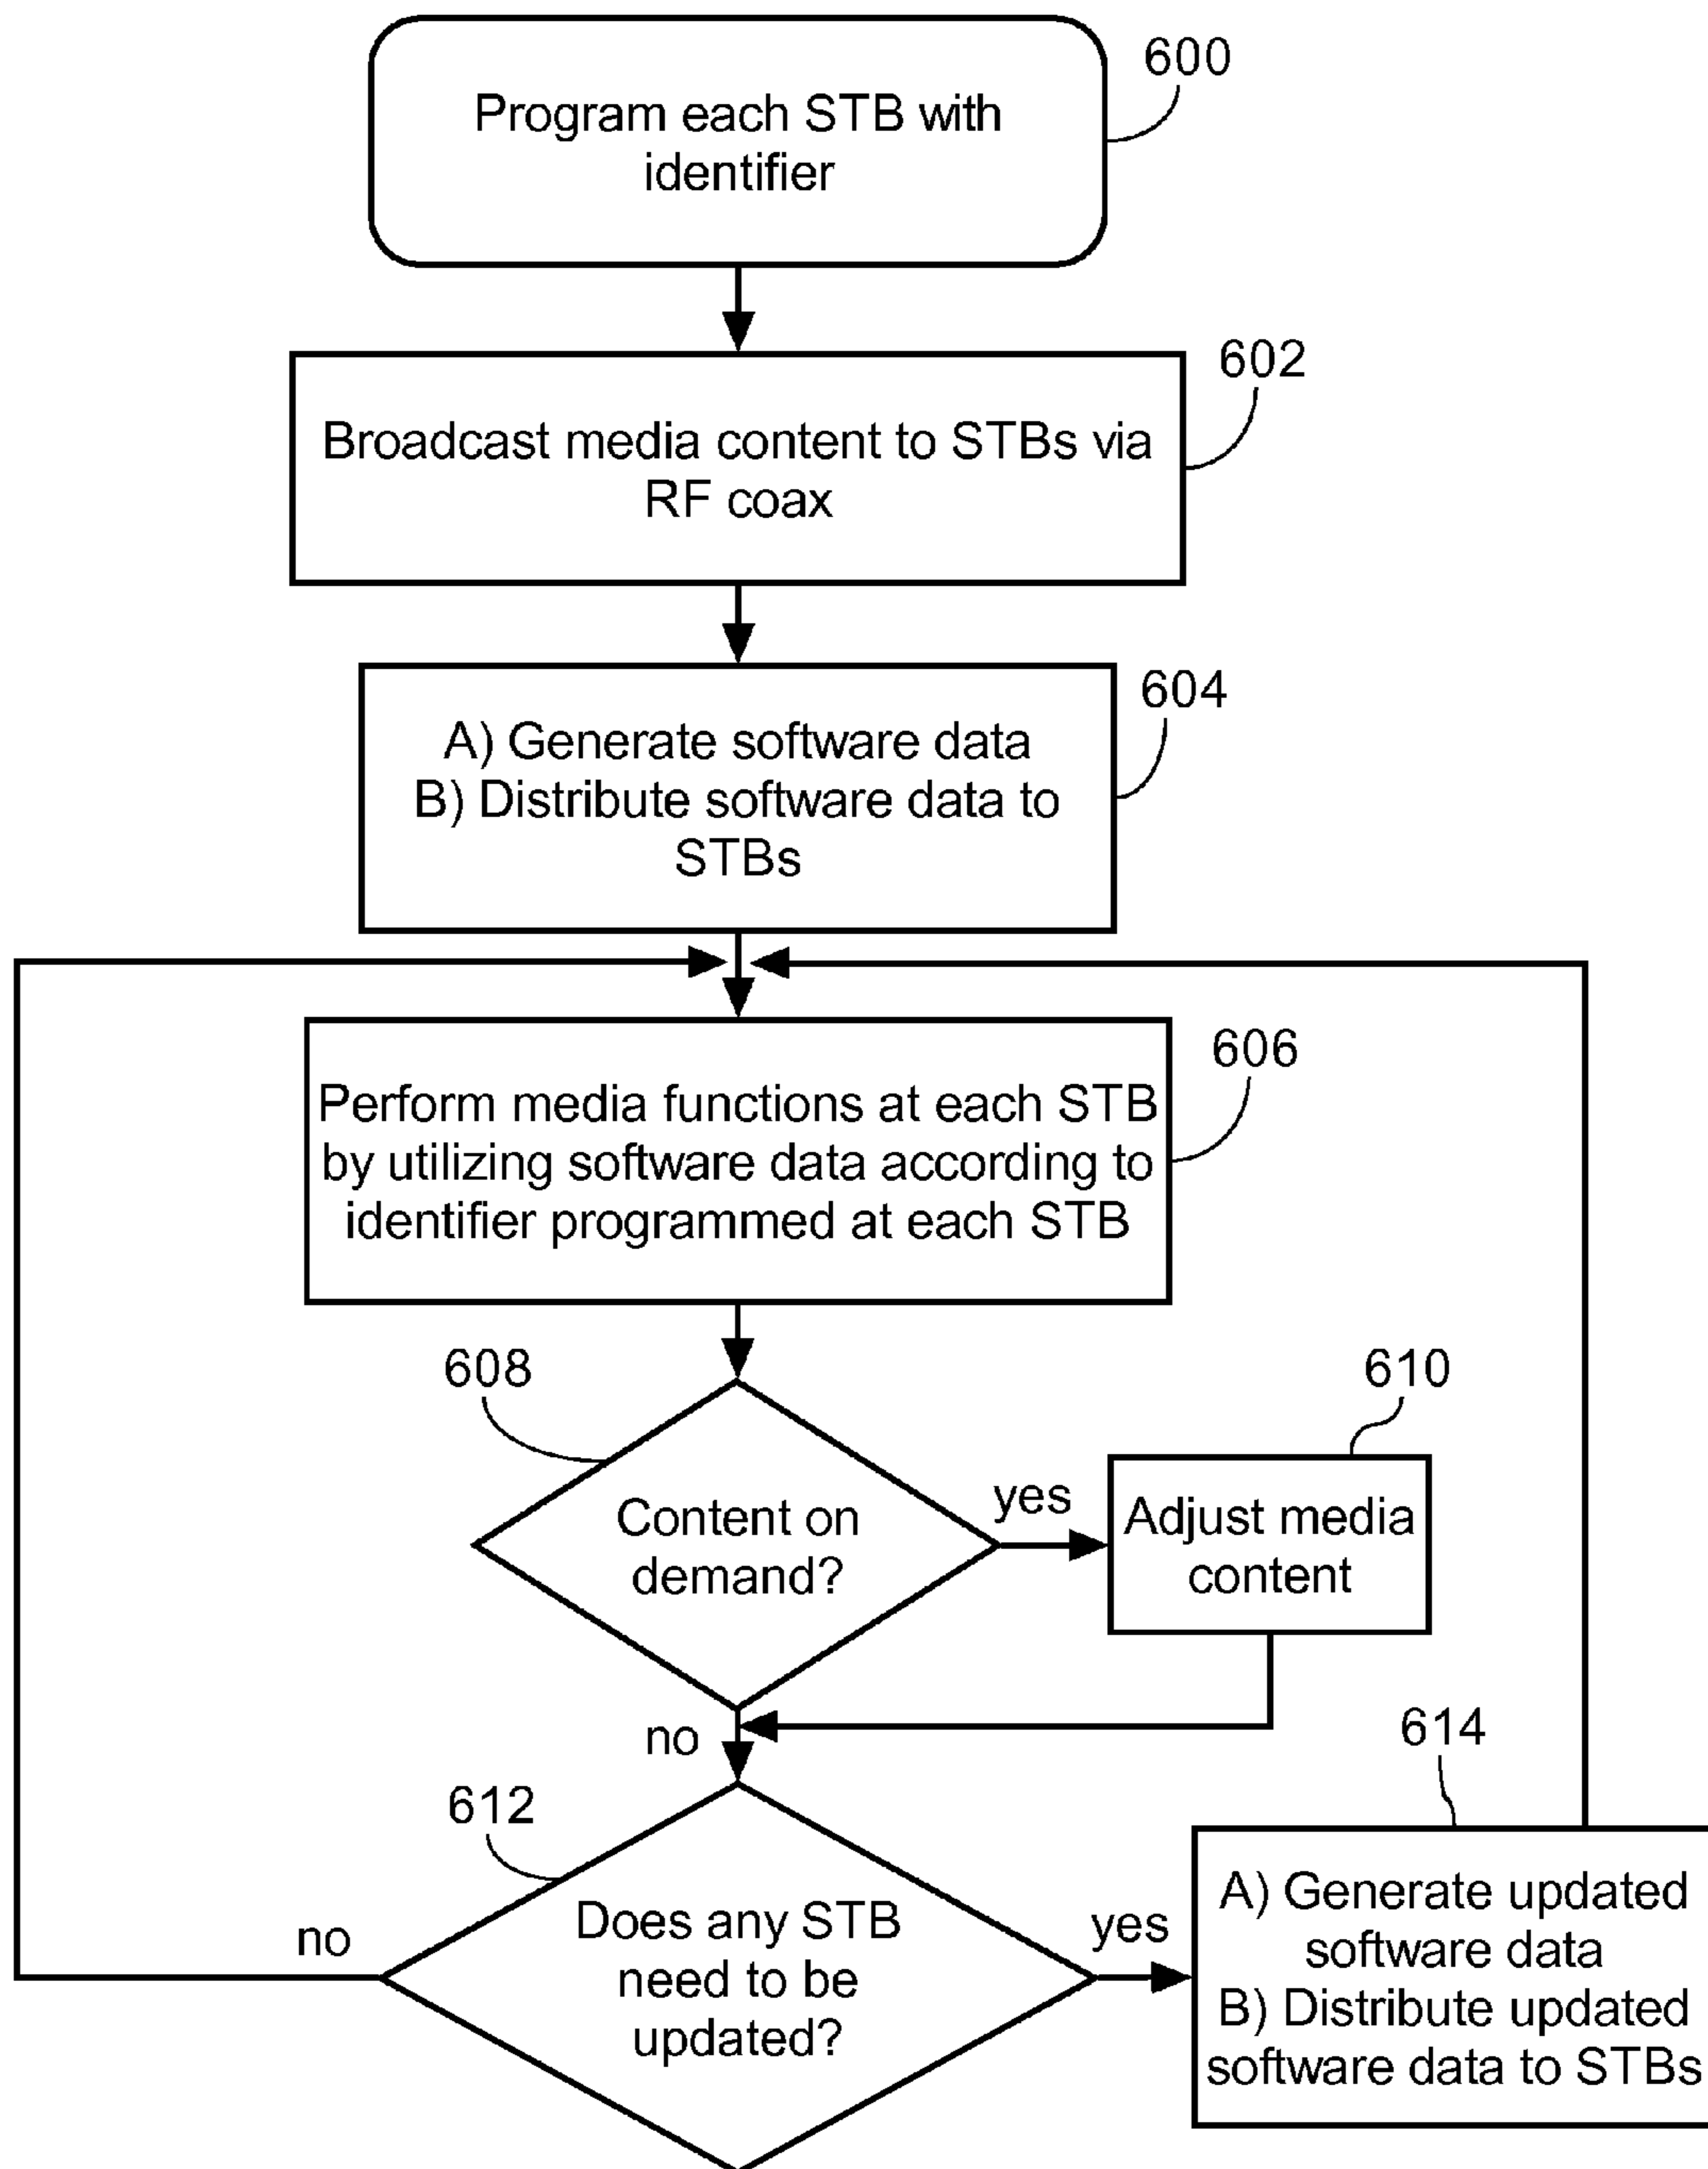 600
Program each STB with
identifier
602
Broadcast media content to STBs via
RF coax
604
A) Generate software data
B) Distribute software data to
STBs
606
Perform media functions at each STB
by utilizing software data according to
identifier programmed at each STB
608
610
Content on
demand?
yes
Adjust media
content
no
614
612
Does any STB
need to be
updated?
no
yes
A) Generate updated
software data
B) Distribute updated
software data to STBs